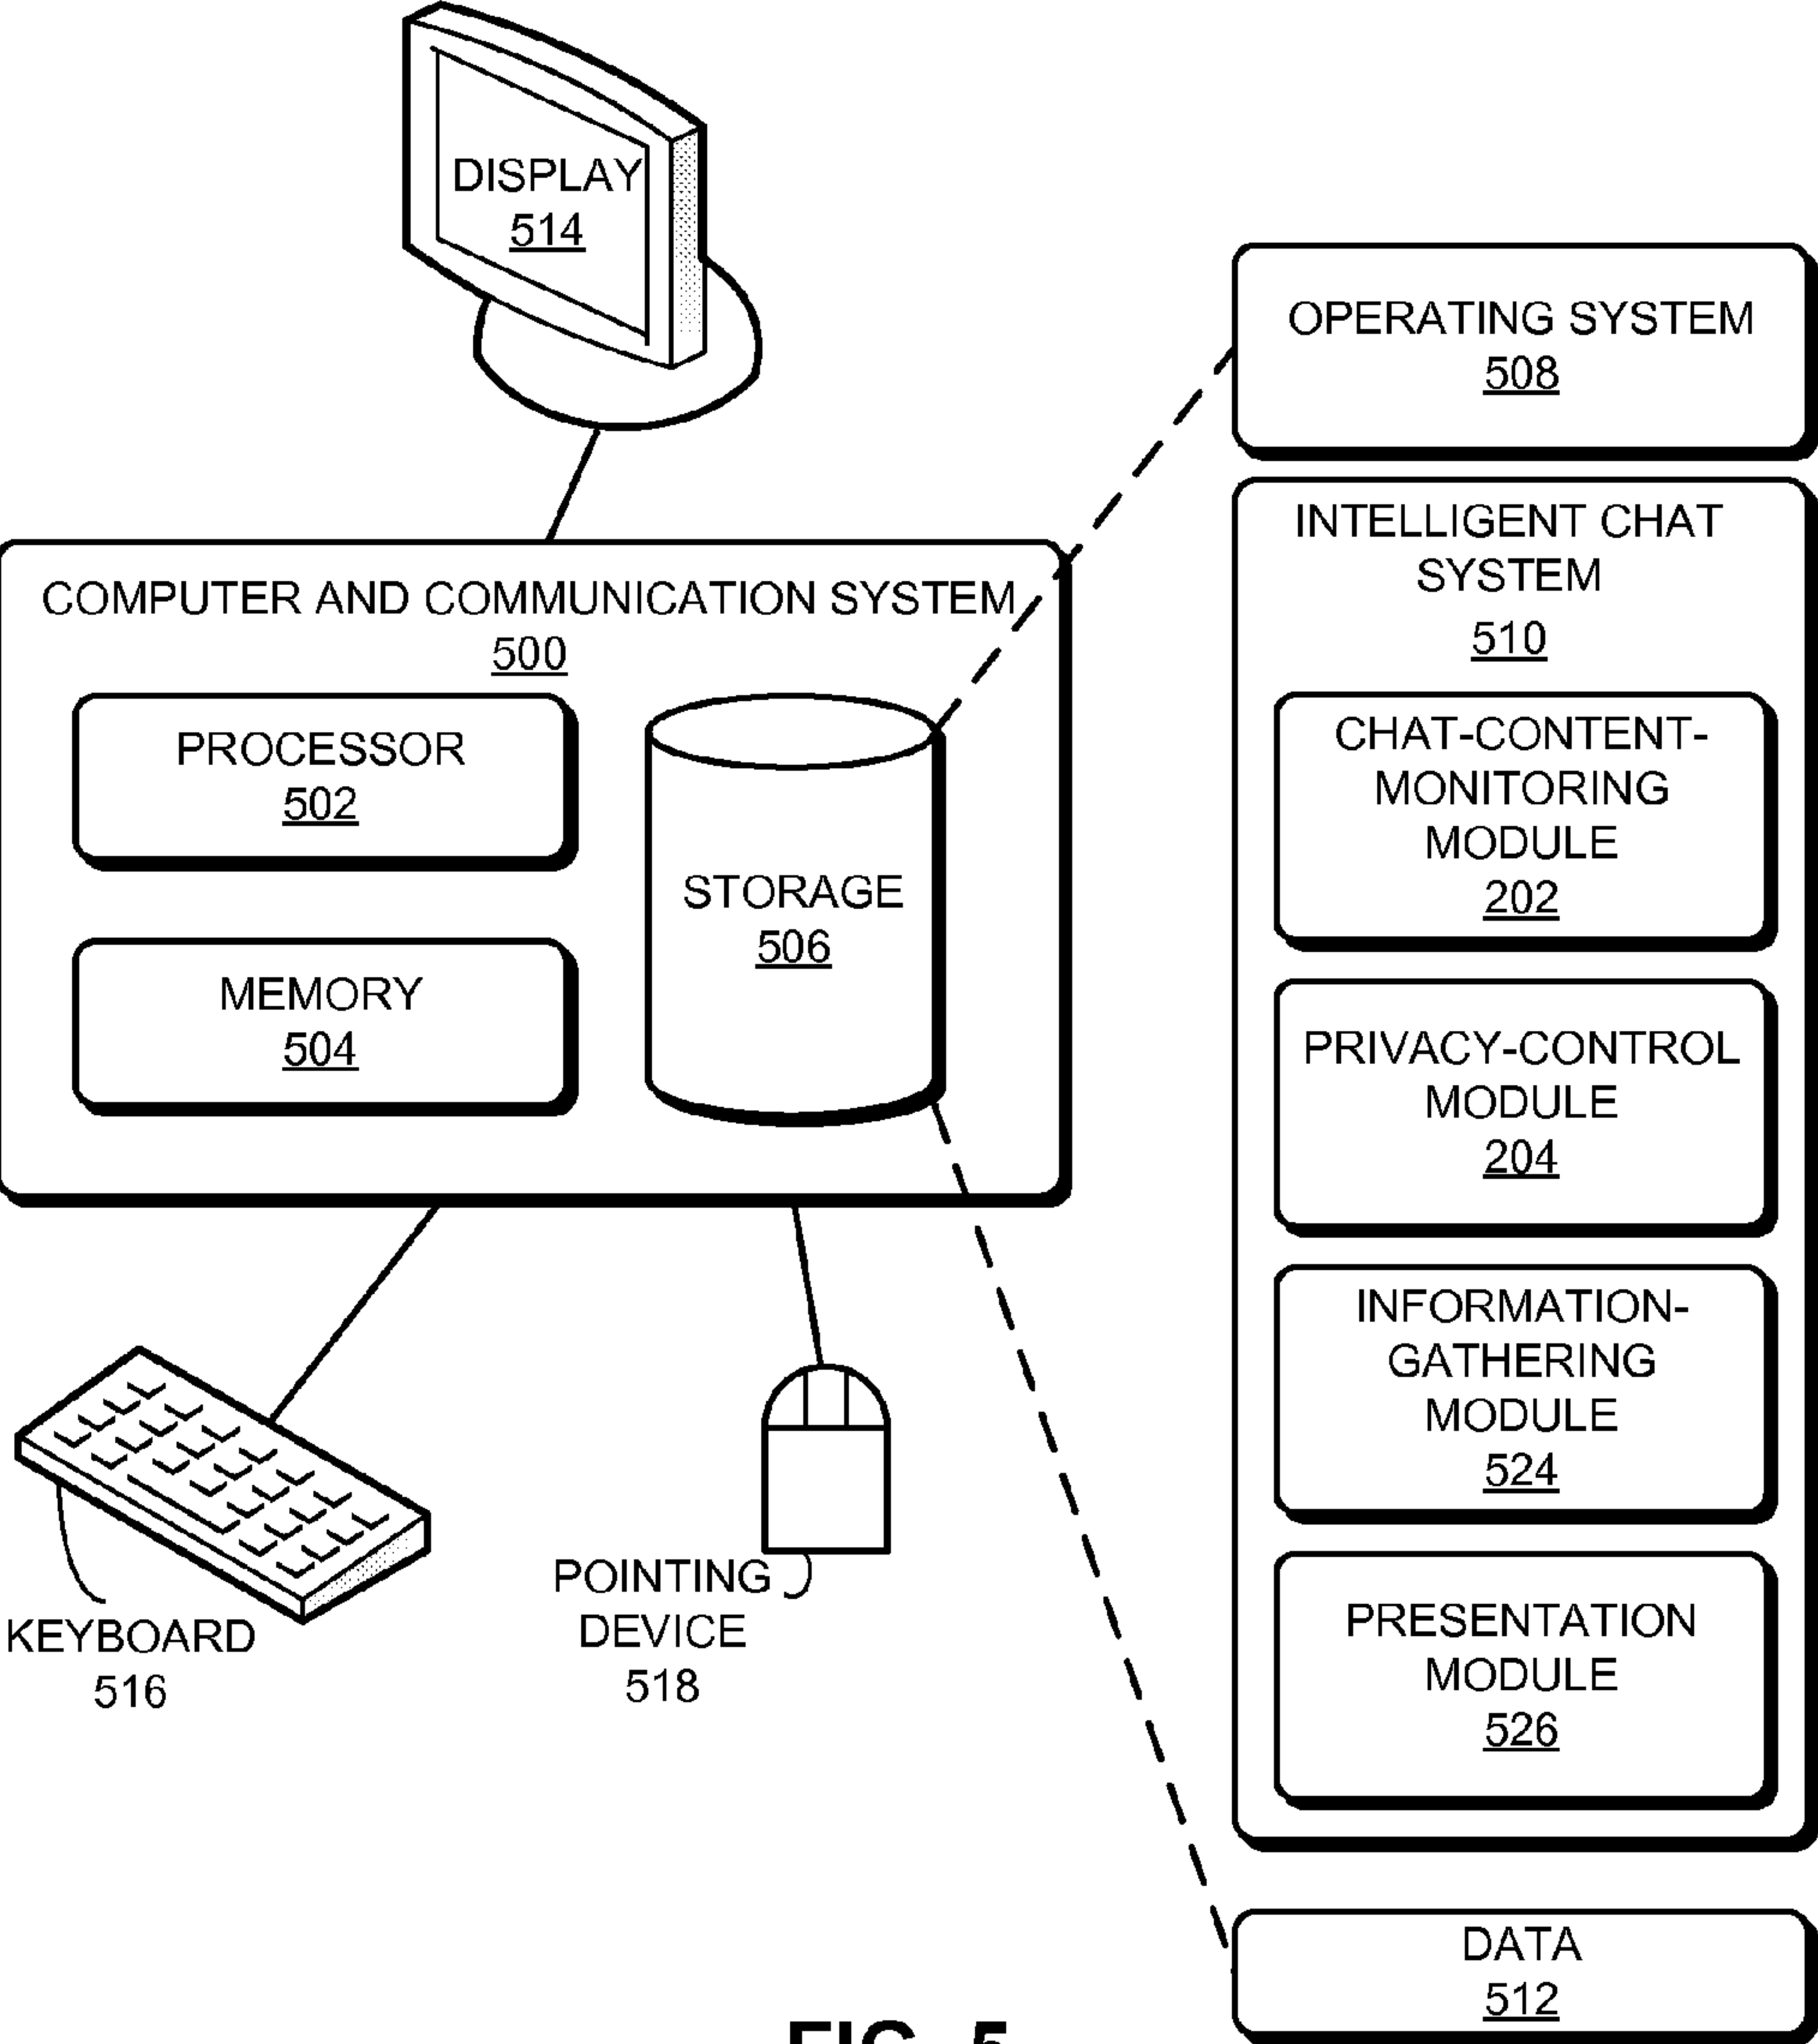 DISPLAY
514
OPERATING SYSTEM
508
COMPUTER AND COMMUNICATION SYSTEM
500
PROCESSOR
502
MEMORY
504
STORAGE
506
INTELLIGENT CHAT
SYSTEM
510
CHAT-CONTENT-
MONITORING
MODULE
202
PRIVACY-CONTROL
MODULE
204
INFORMATION-
GATHERING
MODULE
524
PRESENTATION
MODULE
526
KEYBOARD
516
POINTING
DEVICE
518
DATA
512
FIG. 5